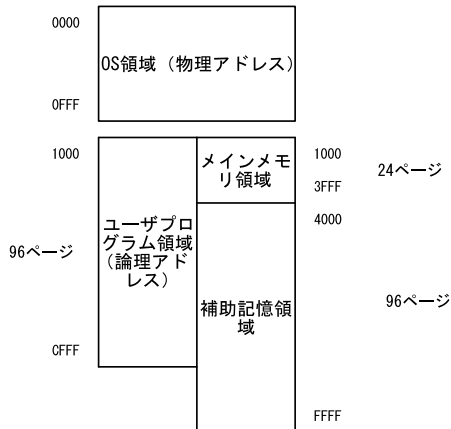 0000
OS領域（物理アドレス）
0FFF
1000
メインメモ
リ領域
1000
3FFF
24ページ
4000
ユーザプロ
グラム領域
（論理アド
レス）
96ページ
補助記憶領
域
96ページ
CFFF
FFFF